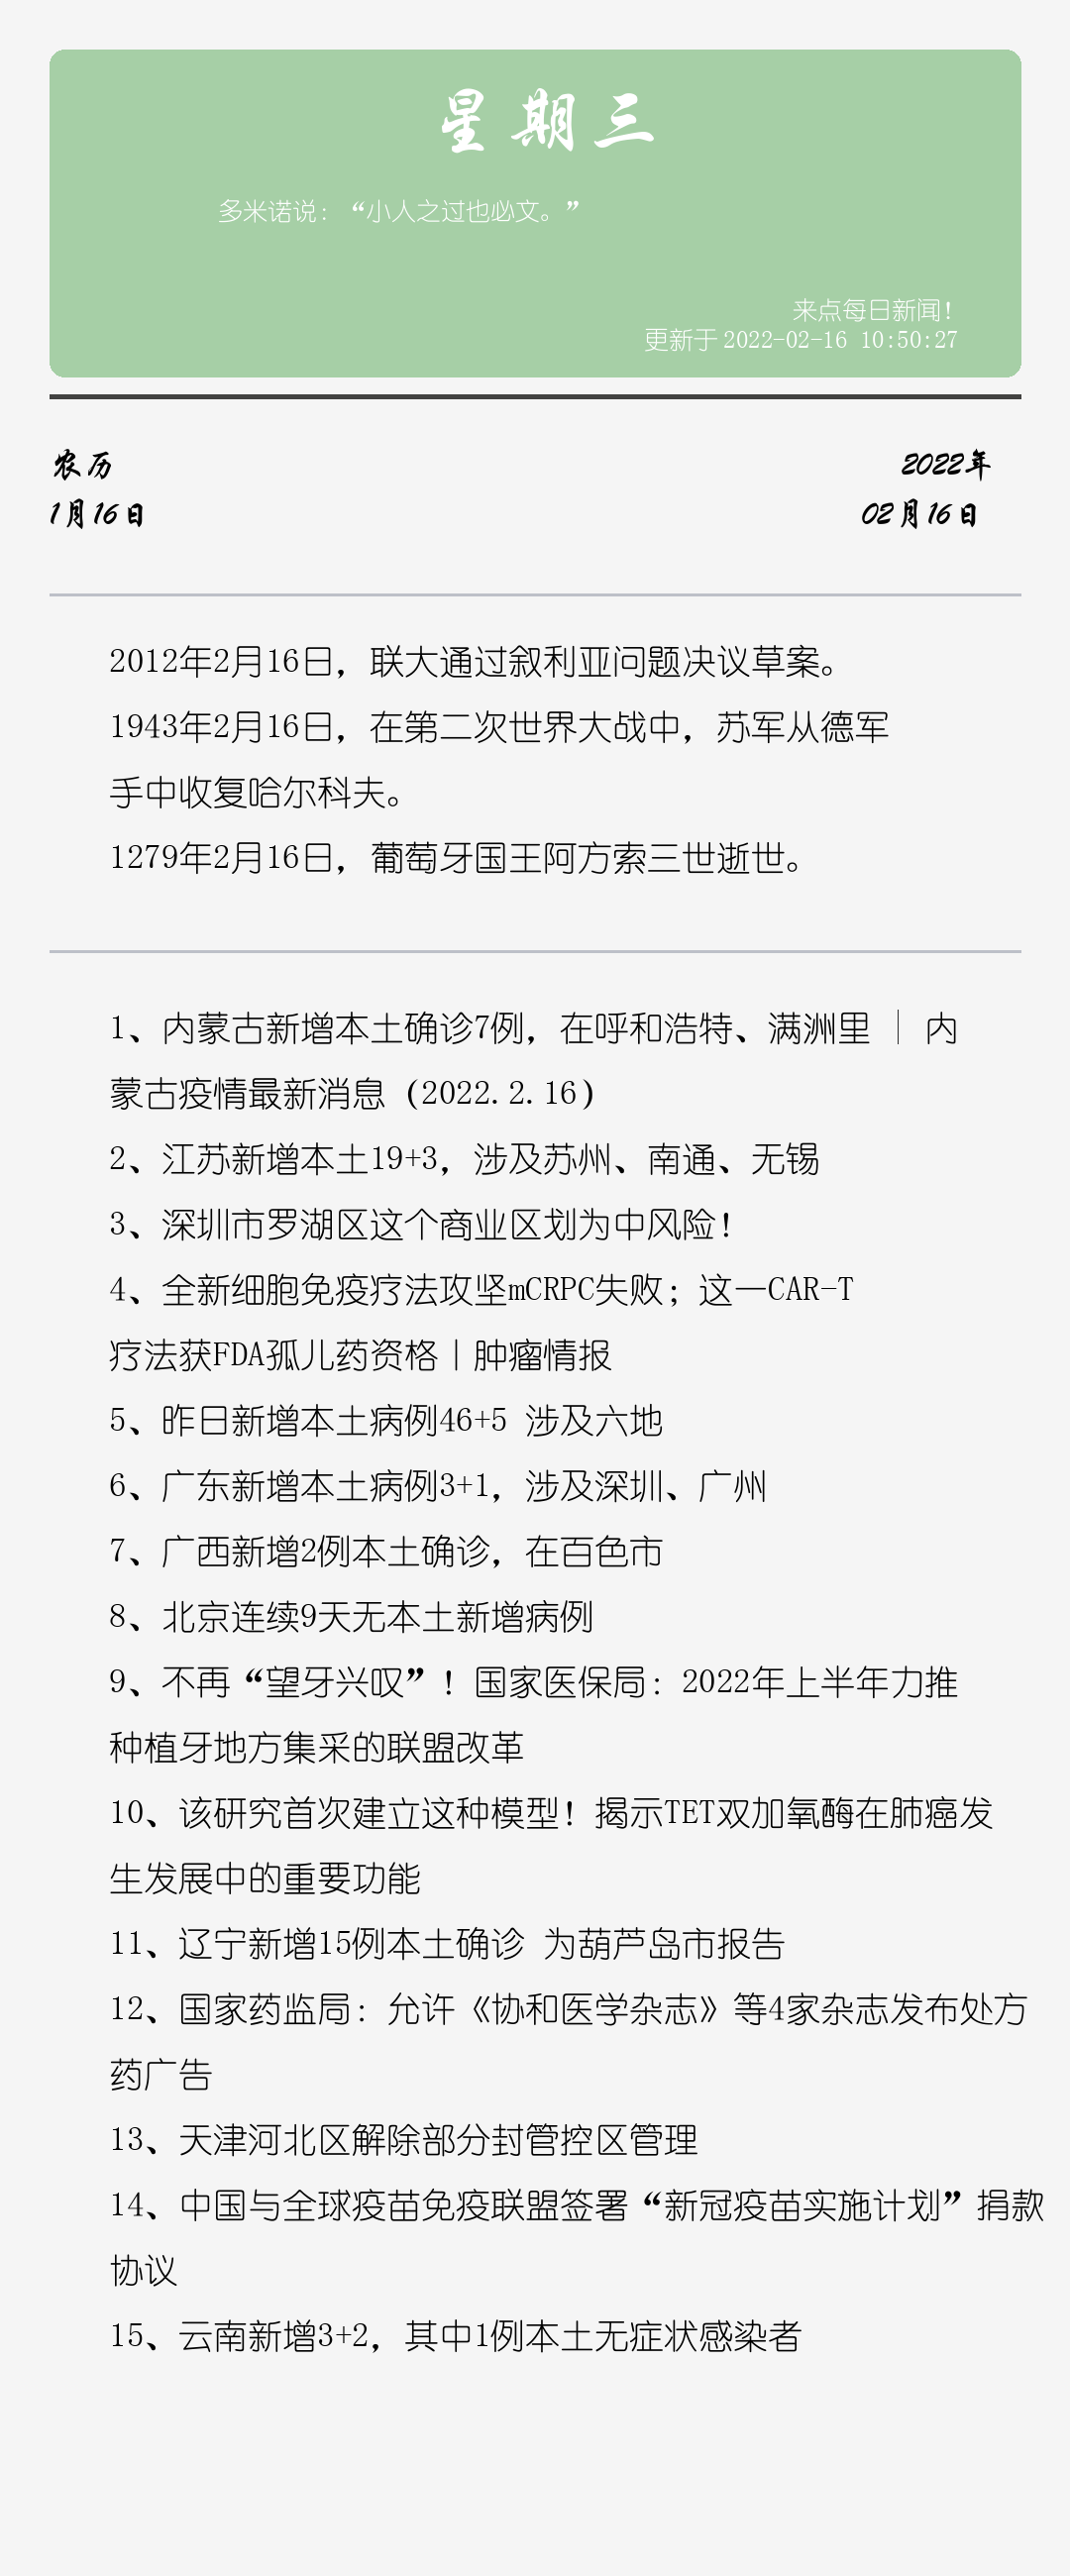 星期三
多米诺说：“小人之过也必文。”
来点每日新闻！
更新于2022-02-16 10:50:27
农历
2022年
1月16日
02月16日
2012年2月16日，联大通过叙利亚问题决议草案。
1943年2月16日，在第二次世界大战中，苏军从德军
手中收复哈尔科夫。
1279年2月16日，葡萄牙国王阿方索三世逝世。
1、内蒙古新增本土确诊7例，在呼和浩特、满洲里 | 内
蒙古疫情最新消息（2022.2.16）
2、江苏新增本土19+3，涉及苏州、南通、无锡
3、深圳市罗湖区这个商业区划为中风险！
4、全新细胞免疫疗法攻坚mCRPC失败；这一CAR-T
疗法获FDA孤儿药资格丨肿瘤情报
5、昨日新增本土病例46+5 涉及六地
6、广东新增本土病例3+1，涉及深圳、广州
7、广西新增2例本土确诊，在百色市
8、北京连续9天无本土新增病例
9、不再“望牙兴叹”！国家医保局：2022年上半年力推
种植牙地方集采的联盟改革
10、该研究首次建立这种模型！揭示TET双加氧酶在肺癌发
生发展中的重要功能
11、辽宁新增15例本土确诊 为葫芦岛市报告
12、国家药监局：允许《协和医学杂志》等4家杂志发布处方
药广告
13、天津河北区解除部分封管控区管理
14、中国与全球疫苗免疫联盟签署“新冠疫苗实施计划”捐款
协议
15、云南新增3+2，其中1例本土无症状感染者